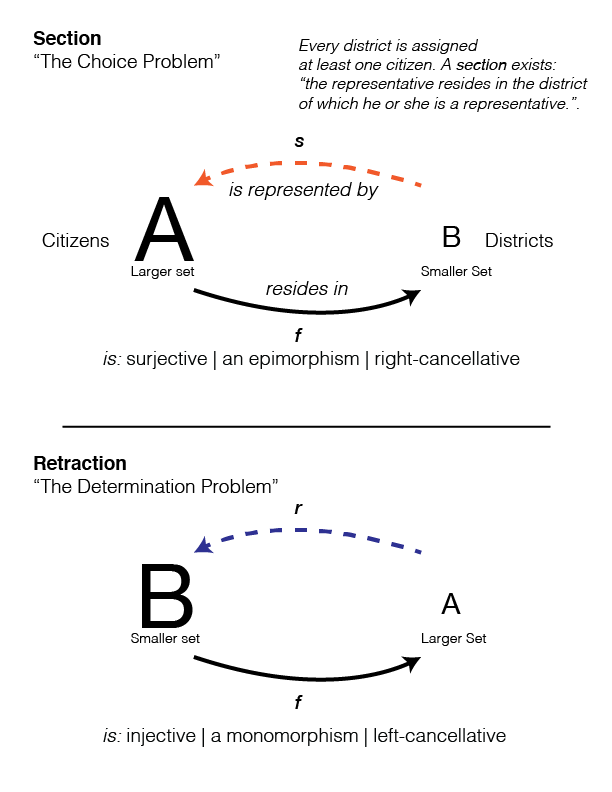 Section
“The Choice Problem”
Every district is assigned
at least one citizen. A section exists:
“the representative resides in the district
of which he or she is a representative.”.
s
is represented by
Citizens
A
Larger set
B
Districts
Smaller Set
resides in
f
is: surjective | an epimorphism | right-cancellative
Retraction
“The Determination Problem”
r
B
Smaller set
A
Larger Set
f
is: injective | a monomorphism | left-cancellative